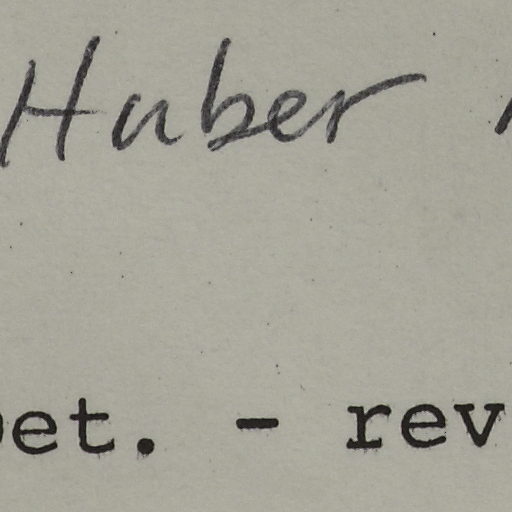 Huber
et. - rev